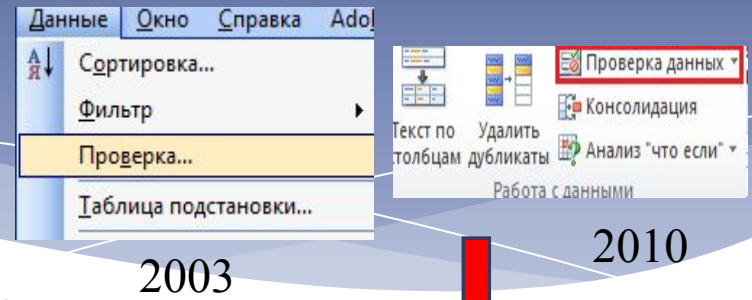 Данные Окно Справка
Сортировка...
Фильтр
Проверка...
Таблица подстановки...
2003
Проверка данных
Консолидация
Текст по Удалить
столбцам дубликаты Анализ "что если"
Работа с данными
2010